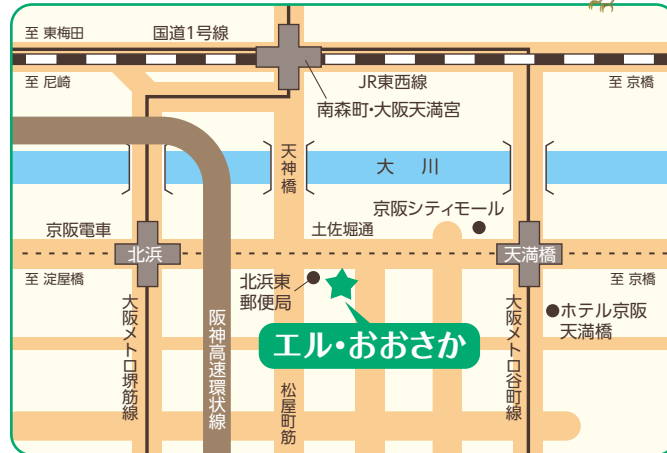 至 東梅田
国道1号線
至 尼崎
JR東西線
至 京橋
南森町・大阪天満宮
天神橋
大 川
京阪シティモール
京阪電車
土佐堀通
北浜
天満橋
至 淀屋橋
北浜東
郵便局
至 京橋
大阪メトロ堺筋線
阪神高速環状線
エル・おおさか
松屋町筋
大阪メトロ谷町線
ホテル京阪
天満橋